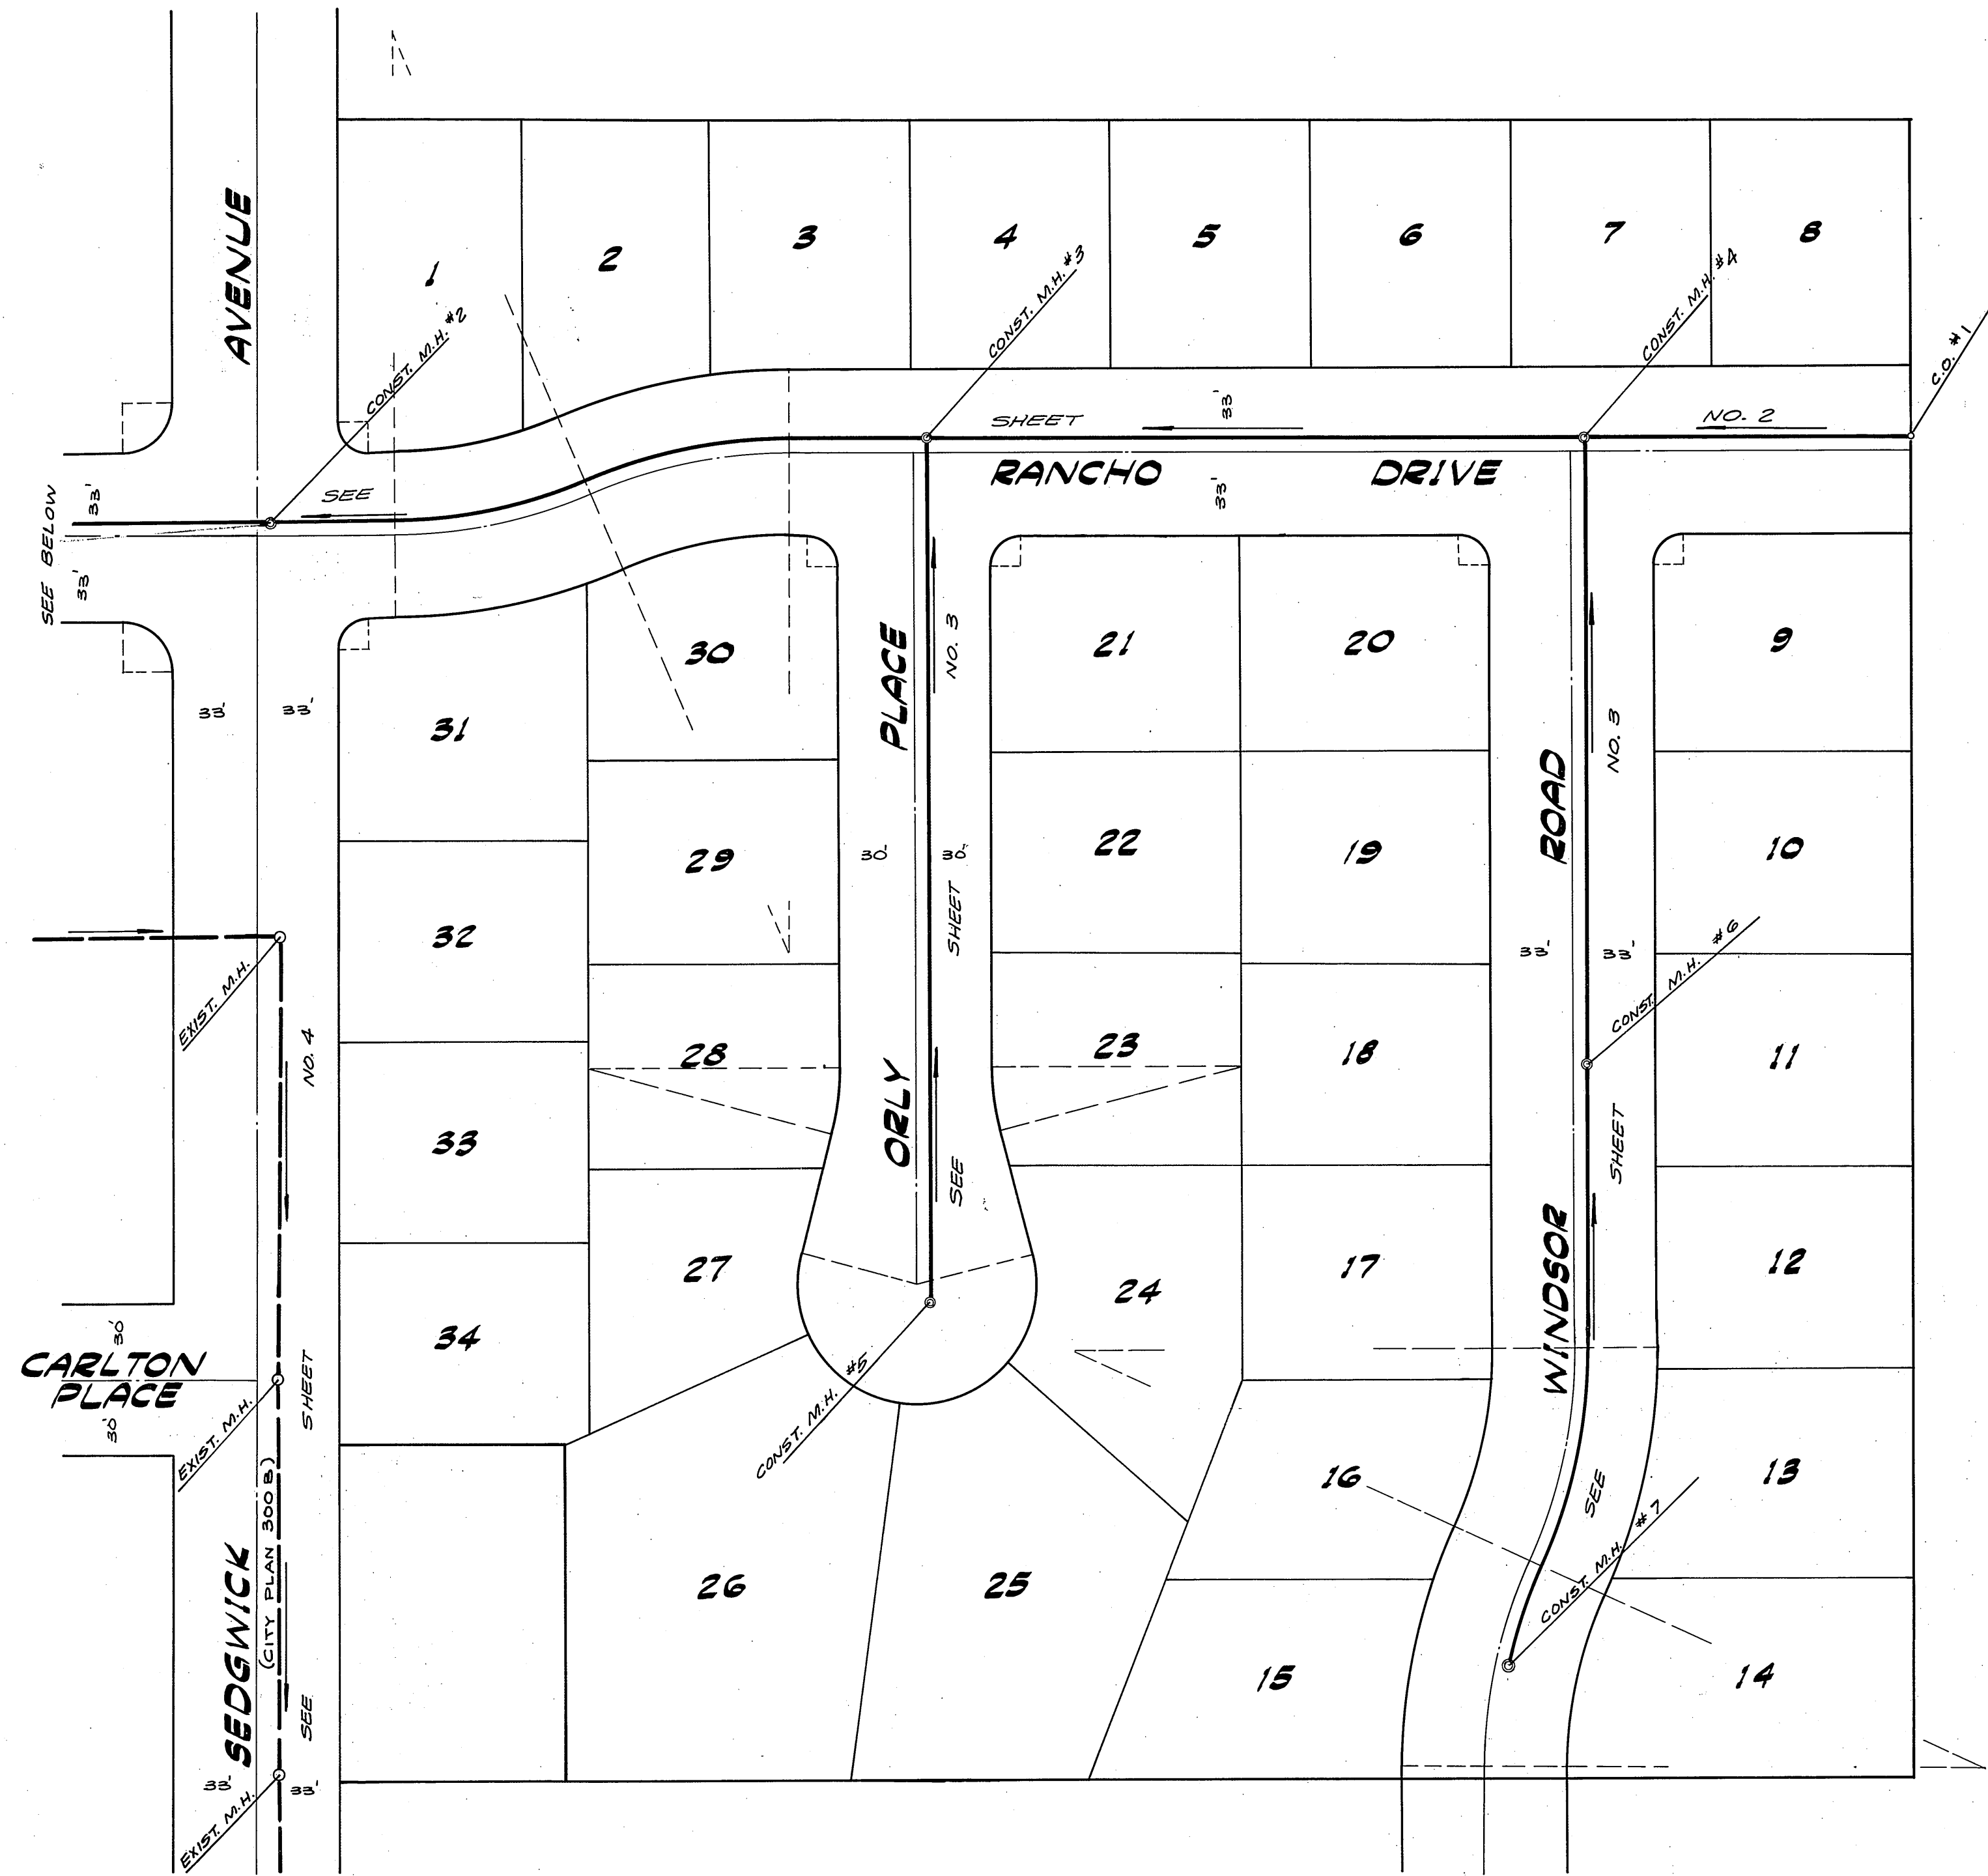 AVENUE
1
2
3
4
5
6
7
8
CONST. M.H. #2
CONST. M.H. #3
CONST. M.H. #4
C.O. #1
SHEET
33'
NO. 2
RANCHO DRIVE
33'
SEE
SEE BELOW
33'
33'
33'
33'
31
30
PLACE
NO. 3
21
20
9
ROAD
NO. 3
29
30'
30'
22
19
10
SHEET
32
33'
33'
CONST. M.H. #6
EXIST. M.H.
NO. 4
28
23
18
11
ORLY
SEE
SHEET
33
27
24
17
12
WINDSOR
34
30'
CARLTON
PLACE
30'
SHEET
EXIST. M.H.
CONST. M.H. #5
16
SEE
13
CONST. M.H. #7
SEDGWICK
(CITY PLAN 300 B)
26
25
15
14
SEE
33'
33'
EXIST. M.H.